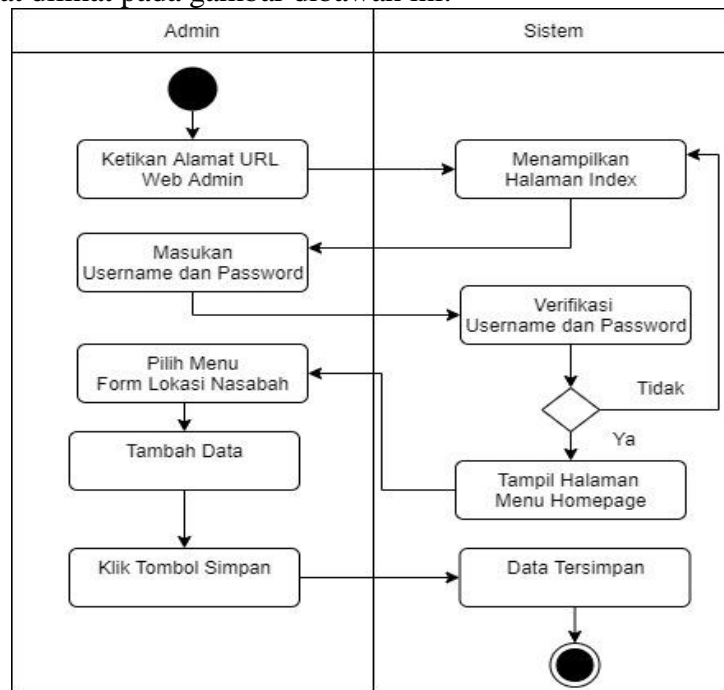 Admin
Sistem
Ketikan Alamat URL
Web Admin
Menampilkan
Halaman Index
Masukan
Username dan Password
Verifikasi
Username dan Password
Pilih Menu
Form Lokasi Nasabah
Tidak
Ya
Tambah Data
Tampil Halaman
Menu Homepage
Klik Tombol Simpan
Data Tersimpan